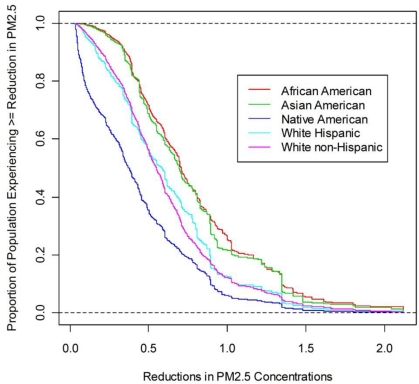 Proportion of Population Experiencing >= Reduction in PM2.5
1.0
0.8
0.6
0.4
0.2
0.0
African American
Asian American
Native American
White Hispanic
White non-Hispanic
0.0 0.5 1.0 1.5 2.0
Reductions in PM2.5 Concentrations